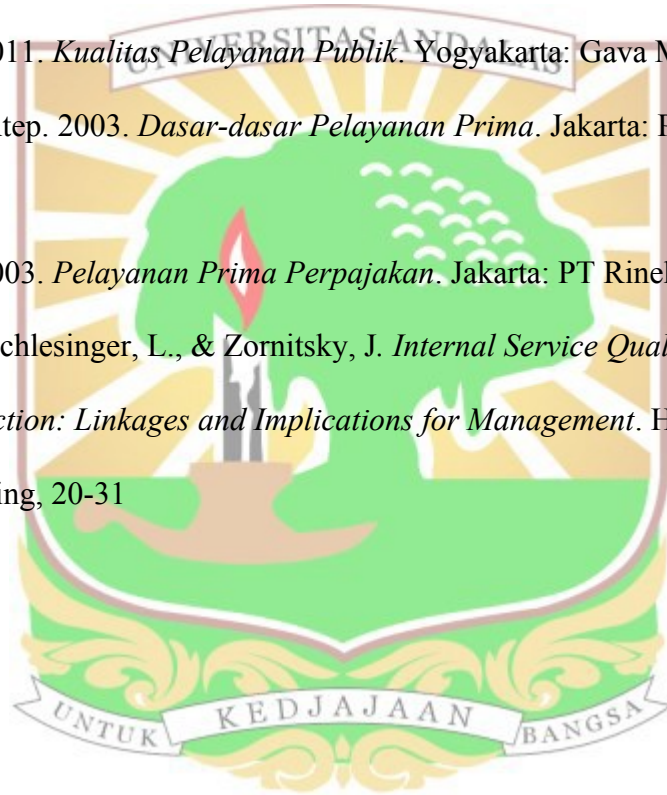 011. Kualitas Pelayanan Publik. Yogyakarta: Gava M
UNIVERSITAS ANDALAS
tep. 2003. Dasar-dasar Pelayanan Prima. Jakarta:
003. Pelayanan Prima Perpajakan. Jakarta: PT Rinel
chlesinger, L., & Zornitsky, J. Internal Service Qual
ction: Linkages and Implications for Management. H
ing, 20-31
UNTUK KEDJAJAAN BANGSA